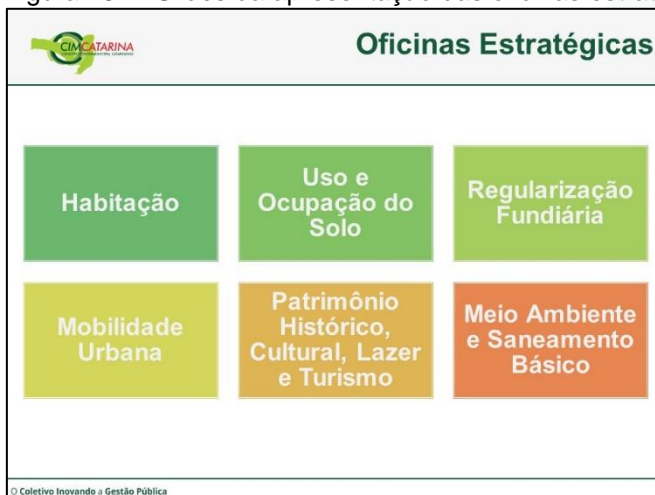 CIMCATARINA
Oficinas Estratégicas
Habitação
Uso e
Ocupação do
Solo
Regularização
Fundiária
Mobilidade
Urbana
Patrimônio
Histórico,
Cultural, Lazer
e Turismo
Meio Ambiente
e Saneamento
Básico
O Coletivo Inovando a Gestão Pública